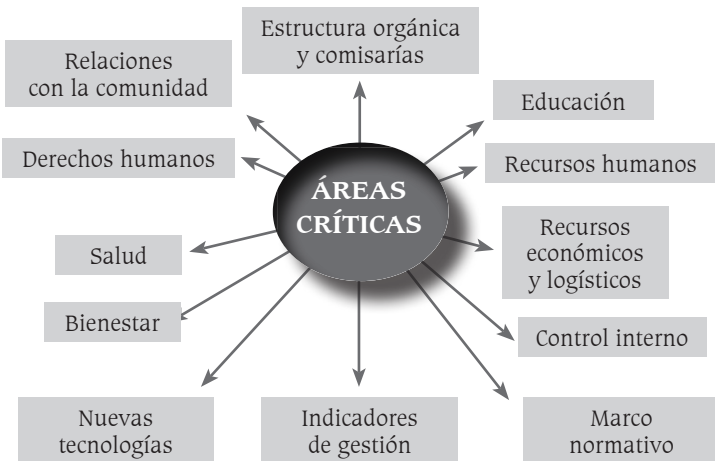 Estructura orgánica
y comisarías
Relaciones
con la comunidad
Educación
Derechos humanos
Recursos humanos
ÁREAS
CRÍTICAS
Recursos
económicos
y logísticos
Salud
Bienestar
Control interno
Nuevas
tecnologías
Indicadores
de gestión
Marco
normativo